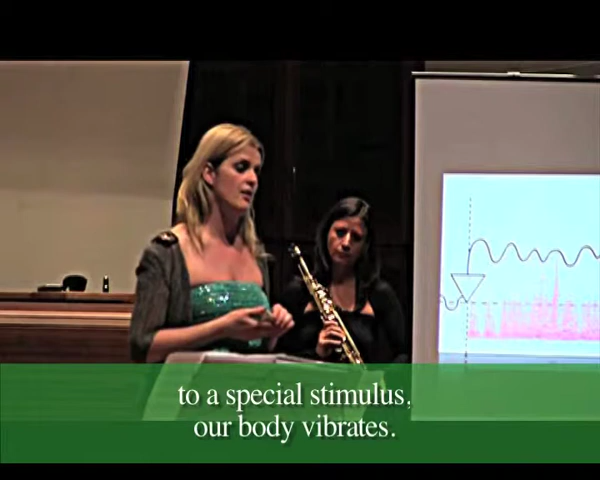 to a special stimulus,
our body vibrates.